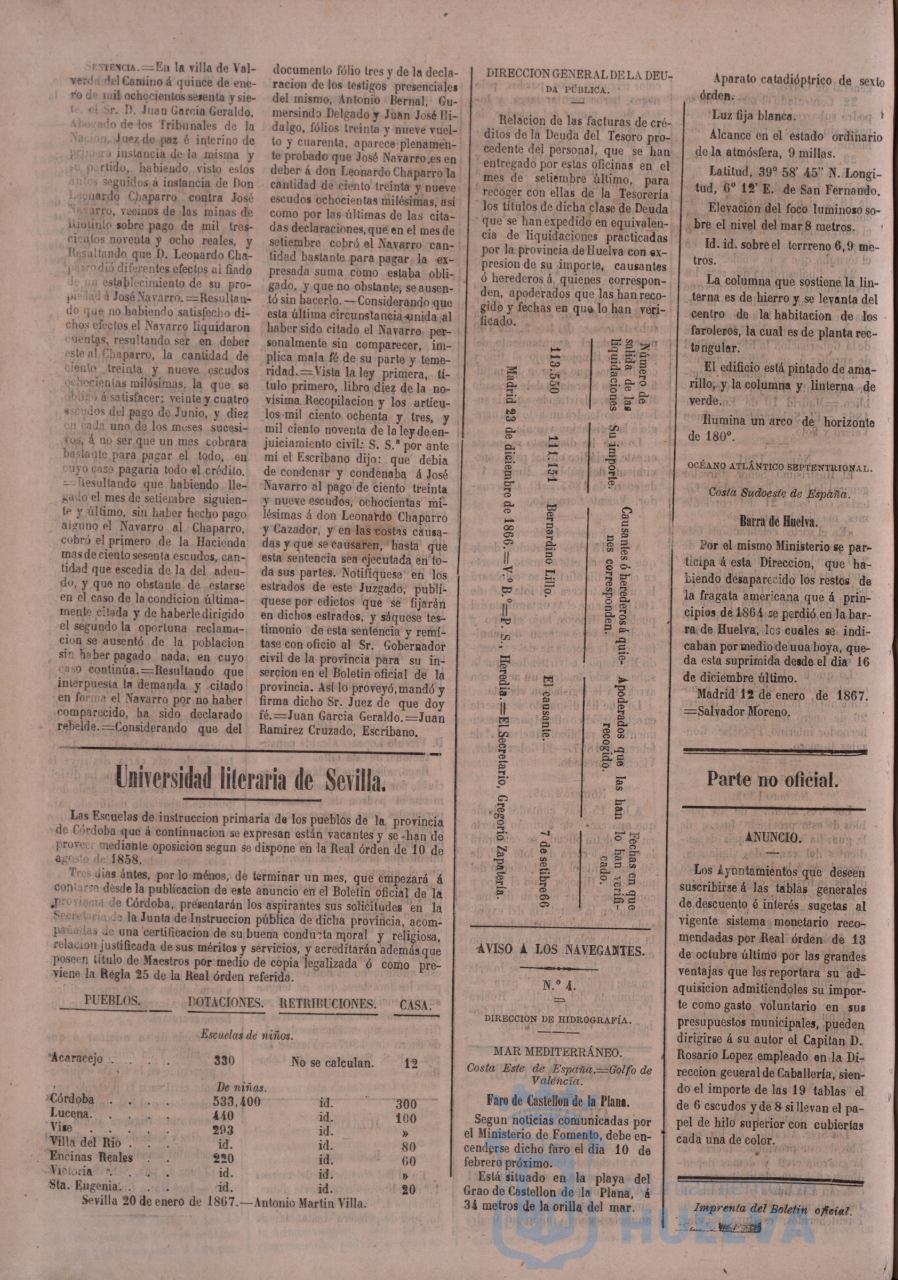 SENTENCIA.=En la villa de Val-
verde del Camino á quince de ene-
ro de mil ochocientos sesenta y sie-
te, el Sr. D. Juan Garcia Geraldo,
Abogado de los Tribunales de la
Nacion, Juez de paz é interino de
primera instancia de la misma y
su partido, habiendo visto estos
autos seguidos á instancia de Don
Leonardo Chaparro contra José
Navarro, vecinos de las minas de
Riotinto sobre pago de mil tres-
cientos noventa y ocho reales, y
Resultando que D. Leonardo Cha-
parro dió diferentes efectos al fiado
de un establecimiento de su pro-
piedad á José Navarro.=Resultan-
do que no habiendo satisfecho di-
chos efectos el Navarro liquidaron
cuentas, resultando ser en deber
este al Chaparro, la cantidad de
ciento treinta y nueve escudos
ochocientas milésimas, la que se
obligó á satisfacer; veinte y cuatro
escudos del pago de Junio, y diez
en cada uno de los meses sucesi-
vos, á no ser que un mes cobrara
bastante para pagar el todo, en
cuyo caso pagaria todo el crédito.
=Resultando que habiendo lle-
gado el mes de setiembre siguien-
te y último, sin haber hecho pago
alguno el Navarro al Chaparro,
cobró el primero de la Hacienda
mas de ciento sesenta escudos, can-
tidad que escedia de la del adeu-
do, y que no obstante de estarse
en el caso de la condicion última-
mente citada y de haberle dirigido
el segundo la oportuna reclama-
cion se ausentó de la poblacion
sin haber pagado nada, en cuyo
caso continúa.=Resultando que
interpuesta la demanda y citado
en forma el Navarro por no haber
comparecido, ha sido declarado
rebelde.=Considerando que del
documento fólio tres y de la decla-
racion de los testigos presenciales
del mismo, Antonio Bernal, Gu-
mersindo Delgado y Juan José Hi-
dalgo, fólios treinta y nueve vuel-
to y cuarenta, aparece plenamen-
te probado que José Navarro, es en
deber á don Leonardo Chaparro la
cantidad de ciento treinta y nueve
escudos ochocientas milésimas, asi
como por las últimas de las cita-
das declaraciones, que en el mes de
setiembre cobró el Navarro can-
tidad bastante para pagar la ex-
presada suma como estaba obli-
gado, y que no obstante, se ausen-
tó sin hacerlo.—Considerando que
esta última circunstancia unida al
haber sido citado el Navarro per-
sonalmente sin comparecer, im-
plica mala fé de su parte y teme-
ridad.=Vista la ley primera, tí-
tulo primero, libro diez de la no-
visima Recopilacion y los articu-
los mil ciento ochenta y tres, y
mil ciento noventa de la ley de en-
juiciamiento civil: S. S.ª por ante
mi el Escribano dijo: que debia
de condenar y condenaba á José
Navarro al pago de ciento treinta
y nueve escudos, ochocientas mi-
lésimas á don Leonardo Chaparro
y Cazador, y en las costas causa-
das y que se causaren, hasta que
esta sentencia sea ejecutada en to-
da sus partes. Notifiquese en los
estrados de este Juzgado, publí-
quese por edictos que se fijarán
en dichos estrados, y sáquese tes-
timonio de esta sentencia y remí-
tase con oficio al Sr. Gobernador
civil de la provincia para su in-
sercion en el Boletin oficial de la
provincia. Asi lo proveyó, mandó y
firma dicho Sr. Juez de que doy
fé.=Juan Garcia Geraldo.=Juan
Ramirez Cruzado, Escribano.
Universidad literaria de Sevilla.
Las Escuelas de instruccion primaria de los pueblos de la provincia
de Córdoba que á continuacion se expresan están vacantes y se han de
proveer mediante oposicion segun se dispone en la Real órden de 10 de
agosto de 1858.
Tres dias ántes, por lo ménos, de terminar un mes, que empezará á
contarse desde la publicacion de este anuncio en el Boletin oficial de la
provincia de Córdoba, presentarán los aspirantes sus solicitudes en la
Secretaría de la Junta de Instruccion pública de dicha provincia, acom-
pañadas de una certificacion de su buena conducta moral y religiosa,
relacion justificada de sus méritos y servicios, y acreditarán además que
poseen título de Maestros por medio de copia legalizada ó como pre-
viene la Regla 25 de la Real órden referida.
PUEBLOS. DOTACIONES. RETRIBUCIONES. CASA.
Escuelas de niños.
Acaracejo . . . . 330 No se calculan. 12
De niñas.
Córdoba . . . . 533,400 id. 300
Lucena. . . . . 440 id. 100
Vise . . . . . 293 id. »
Villa del Rio . . . id. id. 80
Encinas Reales . . . 220 id. 60
Victoria . . . . id. id. »
Sta. Eugenia. . . . id. id. 20
Sevilla 20 de enero de 1867.—Antonio Martin Villa.
DIRECCION GENERAL DE LA DEU-
DA PÚBLICA.
Relacion de las facturas de cré-
ditos de la Deuda del Tesoro pro-
cedente del personal, que se han
entregado por estas oficinas en el
mes de setiembre último, para
recoger con ellas de la Tesorería
los títulos de dicha clase de Deuda
que se han expedido en equivalen-
cia de liquidaciones practicadas
por la provincia de Huelva con ex-
presion de su importe, causantes
ó herederos á quienes correspon-
den, apoderados que las han reco-
gido y fechas en que lo han veri-
ficado.
Número de
salida de las
liquidaciones Su importe. Causantes ó herederos á quie-
nes corresponden. Apoderados que las han
recogido. Fechas en que
lo han verifi-
cado.
113.550 141.151 Bernardino Lillo. El causante. . . 7 de setibre 66
Madrid 23 de diciembre de 1866.=V.º B.º=P. S., Heredia=El Secretario, Gregorio Zapatería.
AVISO A LOS NAVEGANTES.
N.º 4.
DIRECCION DE HIDROGRAFÍA.
MAR MEDITERRÁNEO.
Costa Este de España.=Golfo de
Valencia.
Faro de Castellon de la Plana.
Segun noticias comunicadas por
el Ministerio de Fomento, debe en-
cenderse dicho faro el dia 10 de
febrero próximo.
Está situado en la playa del
Grao de Castellon de la Plana, á
34 metros de la orilla del mar.
Aparato catadióptrico de sexto
órden.
Luz fija blanca.
Alcance en el estado ordinario
de la atmósfera, 9 millas.
Latitud, 39º 58' 45'' N. Longi-
tud, 6º 12' E. de San Fernando.
Elevacion del foco luminoso so-
bre el nivel del mar 8 metros.
Id. id. sobre el terrreno 6,9 me-
tros.
La columna que sostiene la lin-
terna es de hierro y se levanta del
centro de la habitacion de los
faroleros, la cual es de planta rec-
tangular.
El edificio está pintado de ama-
rillo, y la columna y linterna de
verde.
Ilumina un arco de horizonte
de 180º.
OCÉANO ATLÁNTICO SEPTENTRIONAL.
Costa Sudoeste de España.
Barra de Huelva.
Por el mismo Ministerio se par-
ticipa á esta Direccion, que ha-
biendo desaparecido los restos de
la fragata americana que á prin-
cipios de 1864 se perdió en la bar-
ra de Huelva, los cuales se indi-
caban por medio de uua boya, que-
da esta suprimida desde el dia 16
de diciembre último.
Madrid 12 de enero de 1867.
=Salvador Moreno.
Parte no oficial.
ANUNCIO.
Los Ayuntamientos que deseen
suscribirse á las tablas generales
de descuento é interés sugetas al
vigente sistema monetario reco-
mendadas por Real órden de 13
de octubre último por las grandes
ventajas que les reportara su ad-
quisicion admitiendoles su impor-
te como gasto voluntario en sus
presupuestos municipales, pueden
dirigirse á su autor el Capitan D.
Rosario Lopez empleado en la Di-
reccion general de Caballería, sien-
do el importe de las 19 tablas el
de 6 escudos y de 8 si llevan el pa-
pel de hilo superior con cubiertas
cada una de color.
Imprenta del Boletin oficial.
HUELVA